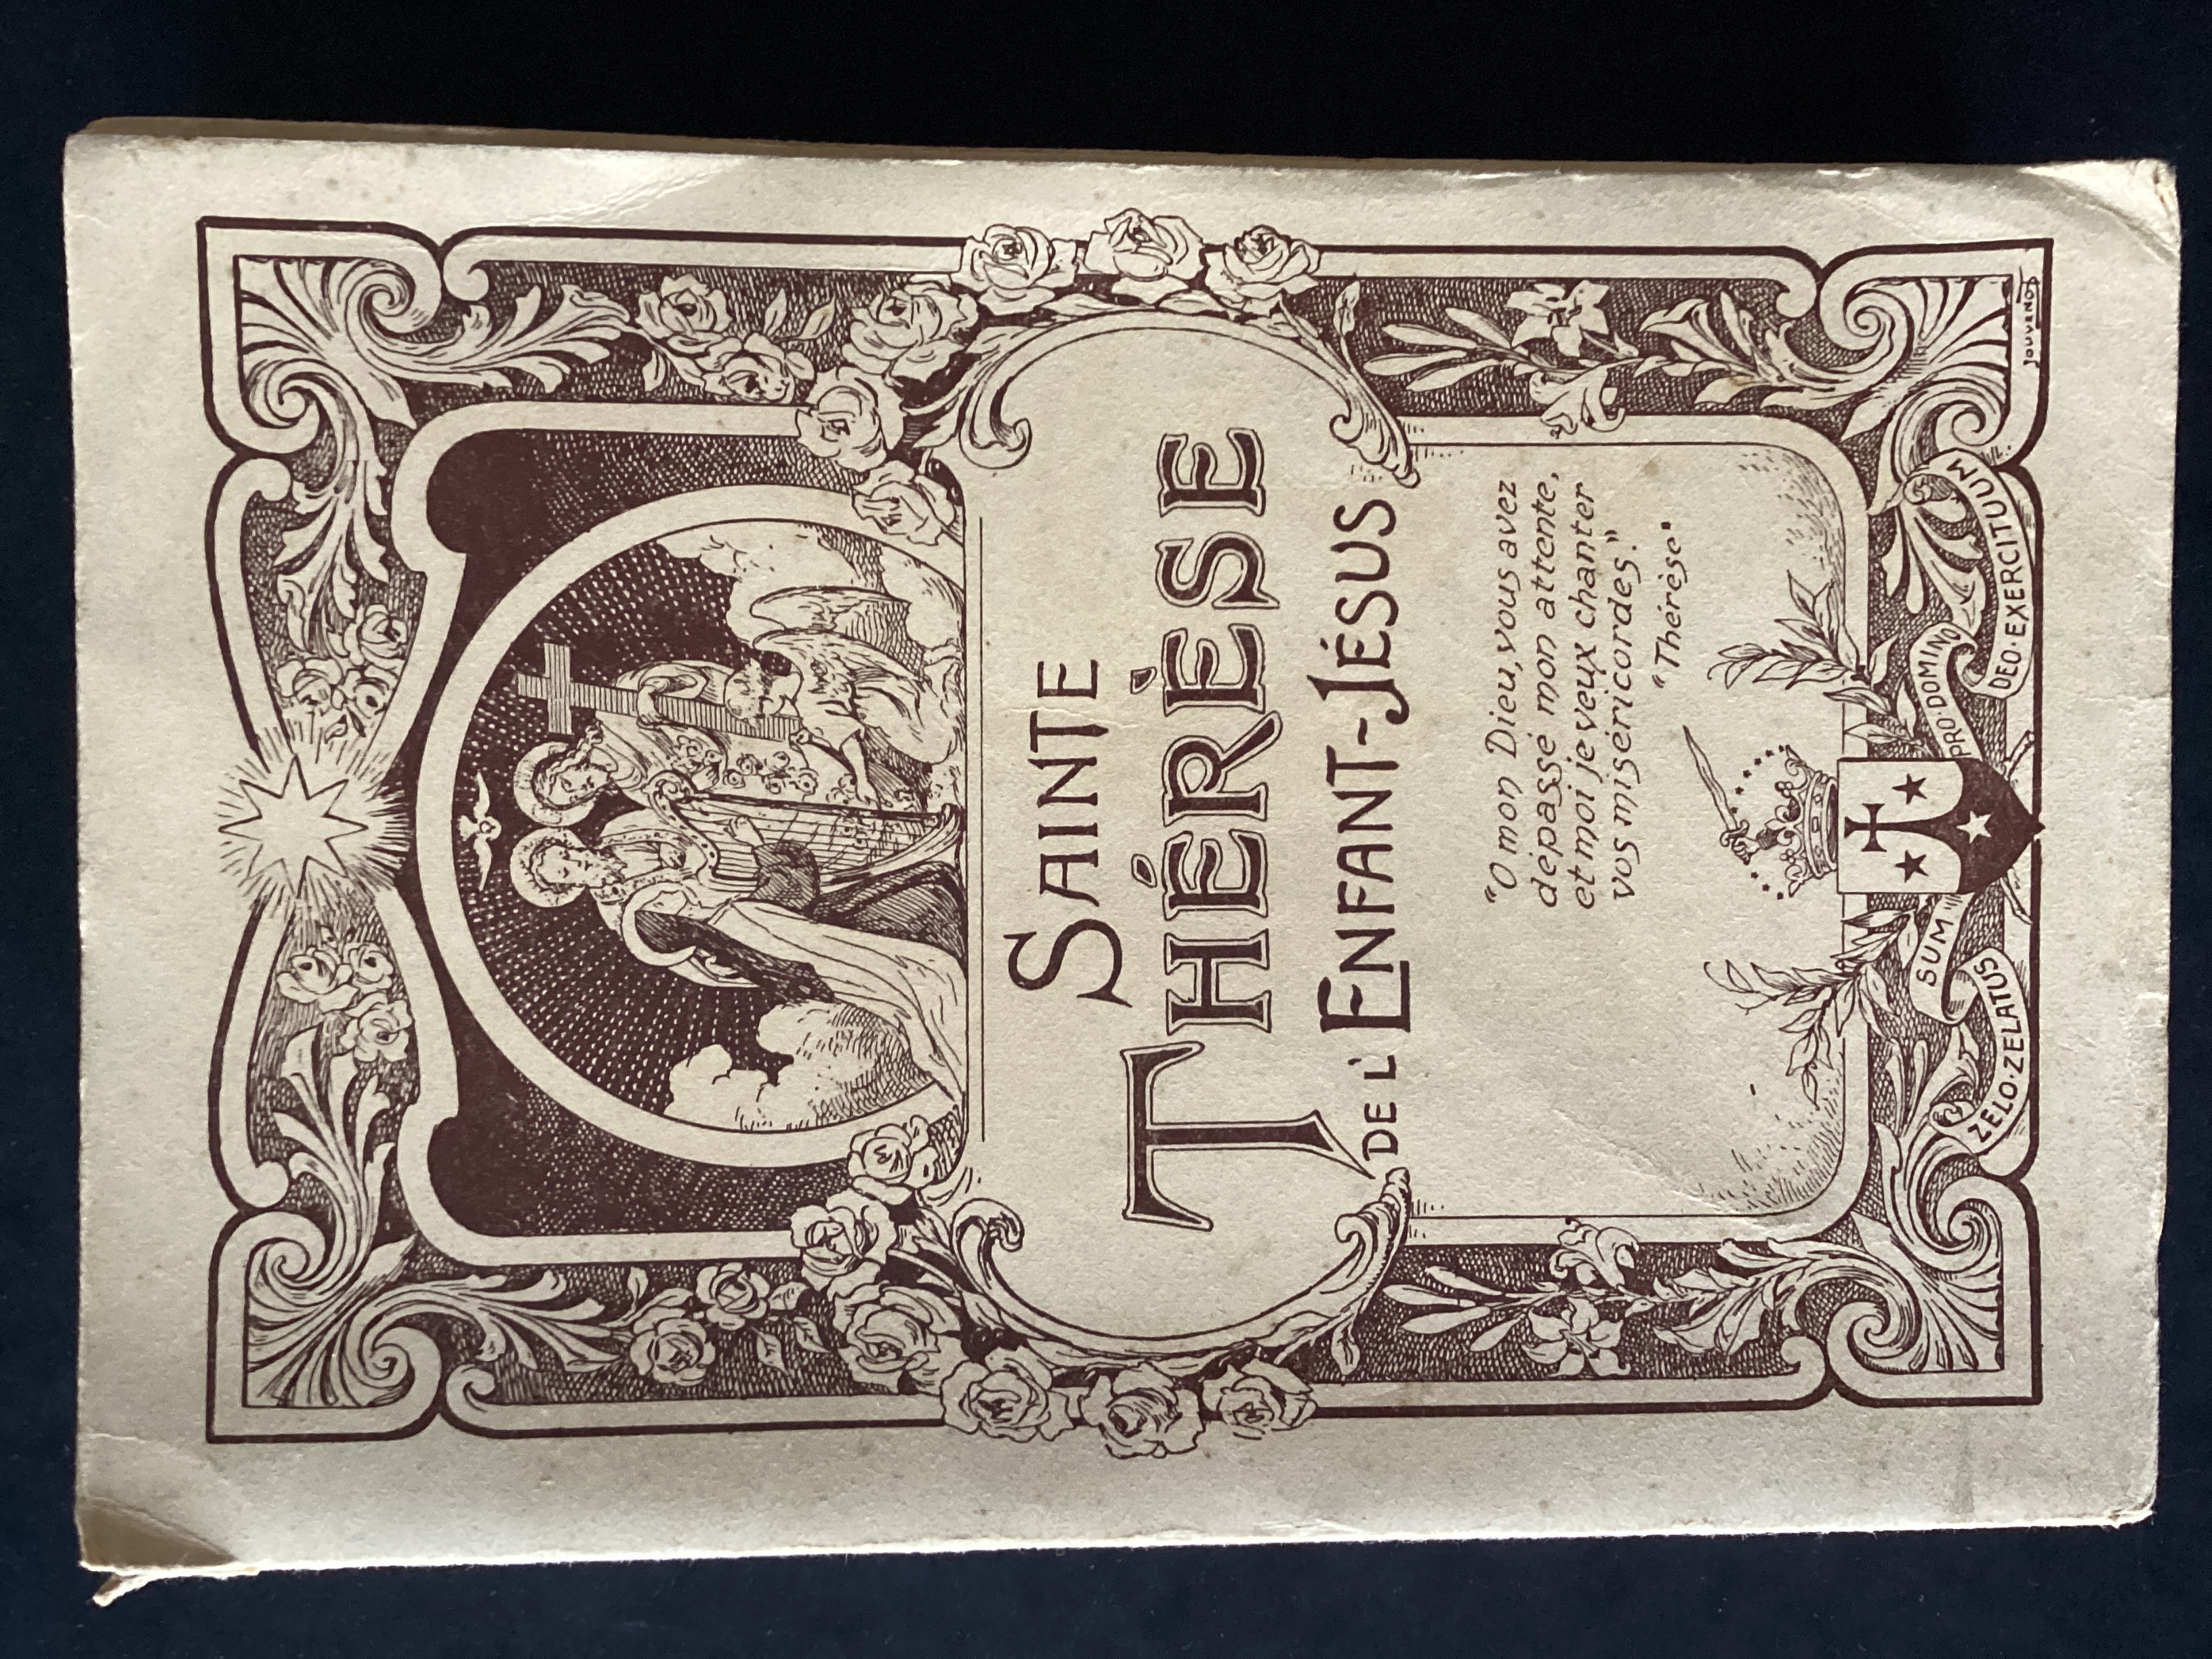 SAINTE
THÉRÈSE
DE L'ENFANT-JÉSUS
"O mon Dieu, vous avez
dépassé mon attente,
et moi je veux chanter
vos miséricordes."
"Thérèse"
ZELO·ZELATUS
SUM
PRO·DOMINO
DEO·EXERCITUUM
JOUVENOT